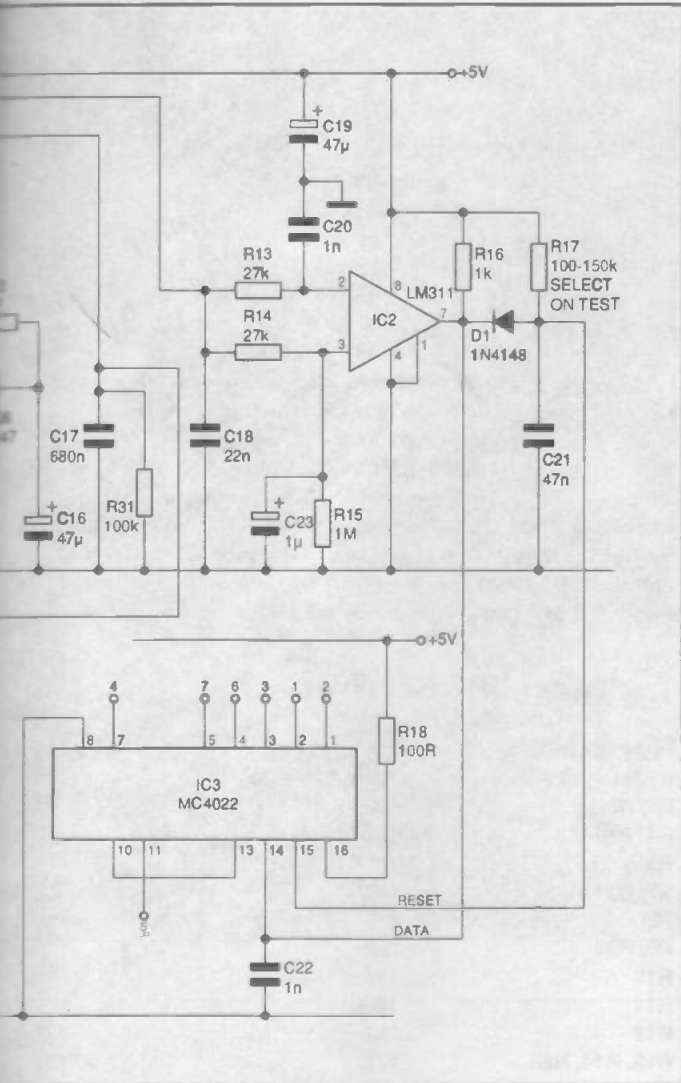 +5V
+
C19
47µ
C20
1n
R13
27k
R16
1k
R17
100-150k
SELECT
ON TEST
2
8
LM311
R14
27k
IC2
7
3
4
1
D1
1N4148
C17
680n
C18
22n
C21
47n
+
C16
47µ
R31
100k
+
C23
1µ
R15
1M
+5V
4
7
6
3
1
2
R18
100R
8
7
5
4
3
2
1
IC3
MC4022
10
11
13
14
15
16
RESET
DATA
C22
1n